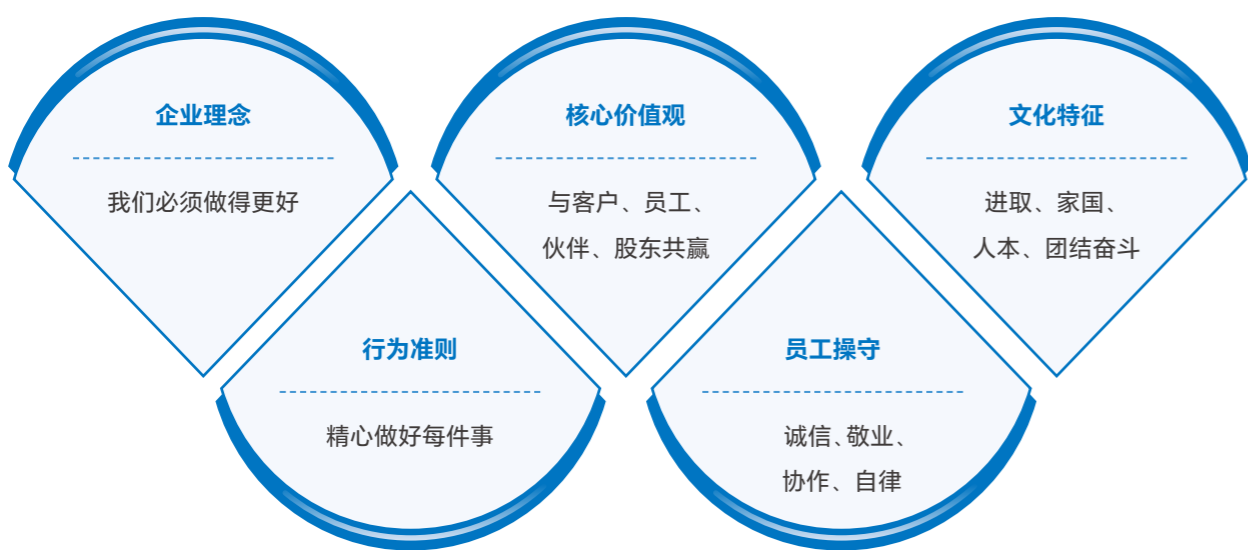 企业理念
我们必须做得更好
核心价值观
与客户、员工、
伙伴、股东共赢
文化特征
进取、家国、
人本、团结奋斗
行为准则
精心做好每件事
员工操守
诚信、敬业、
协作、自律